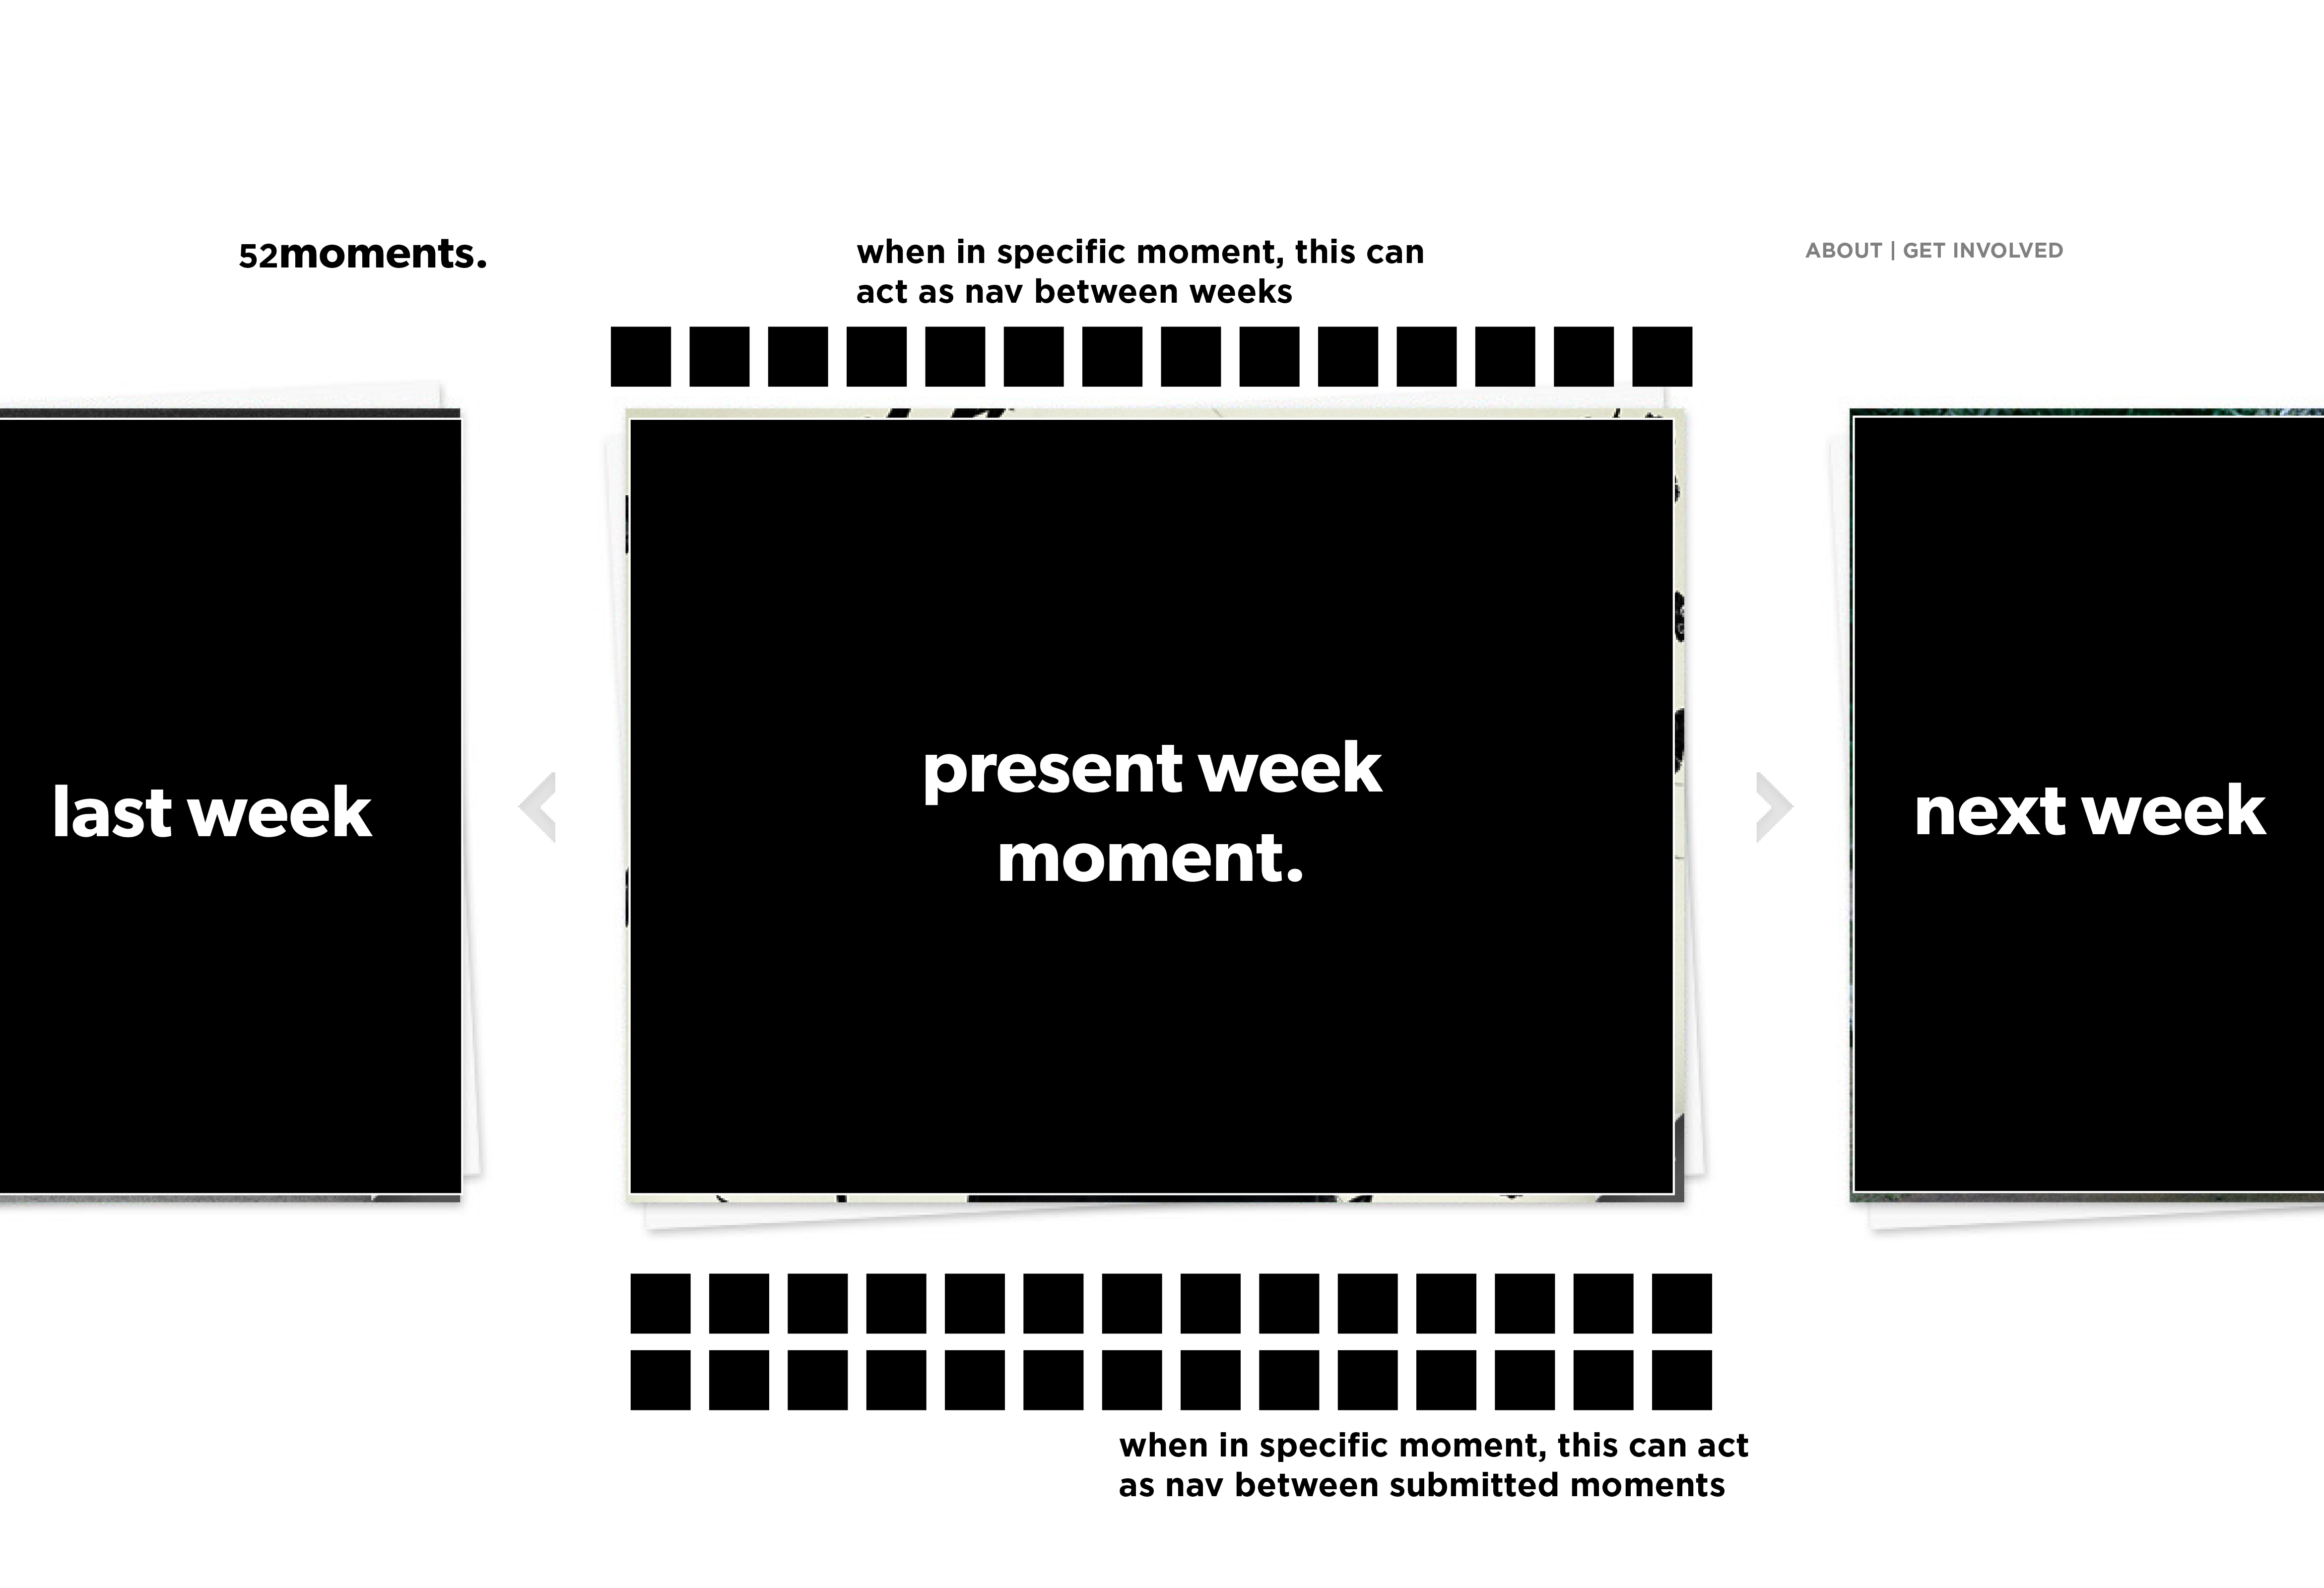 52moments.
when in specific moment, this can
act as nav between weeks
ABOUT | GET INVOLVED
last week
present week
moment.
next week
when in specific moment, this can act
as nav between submitted moments